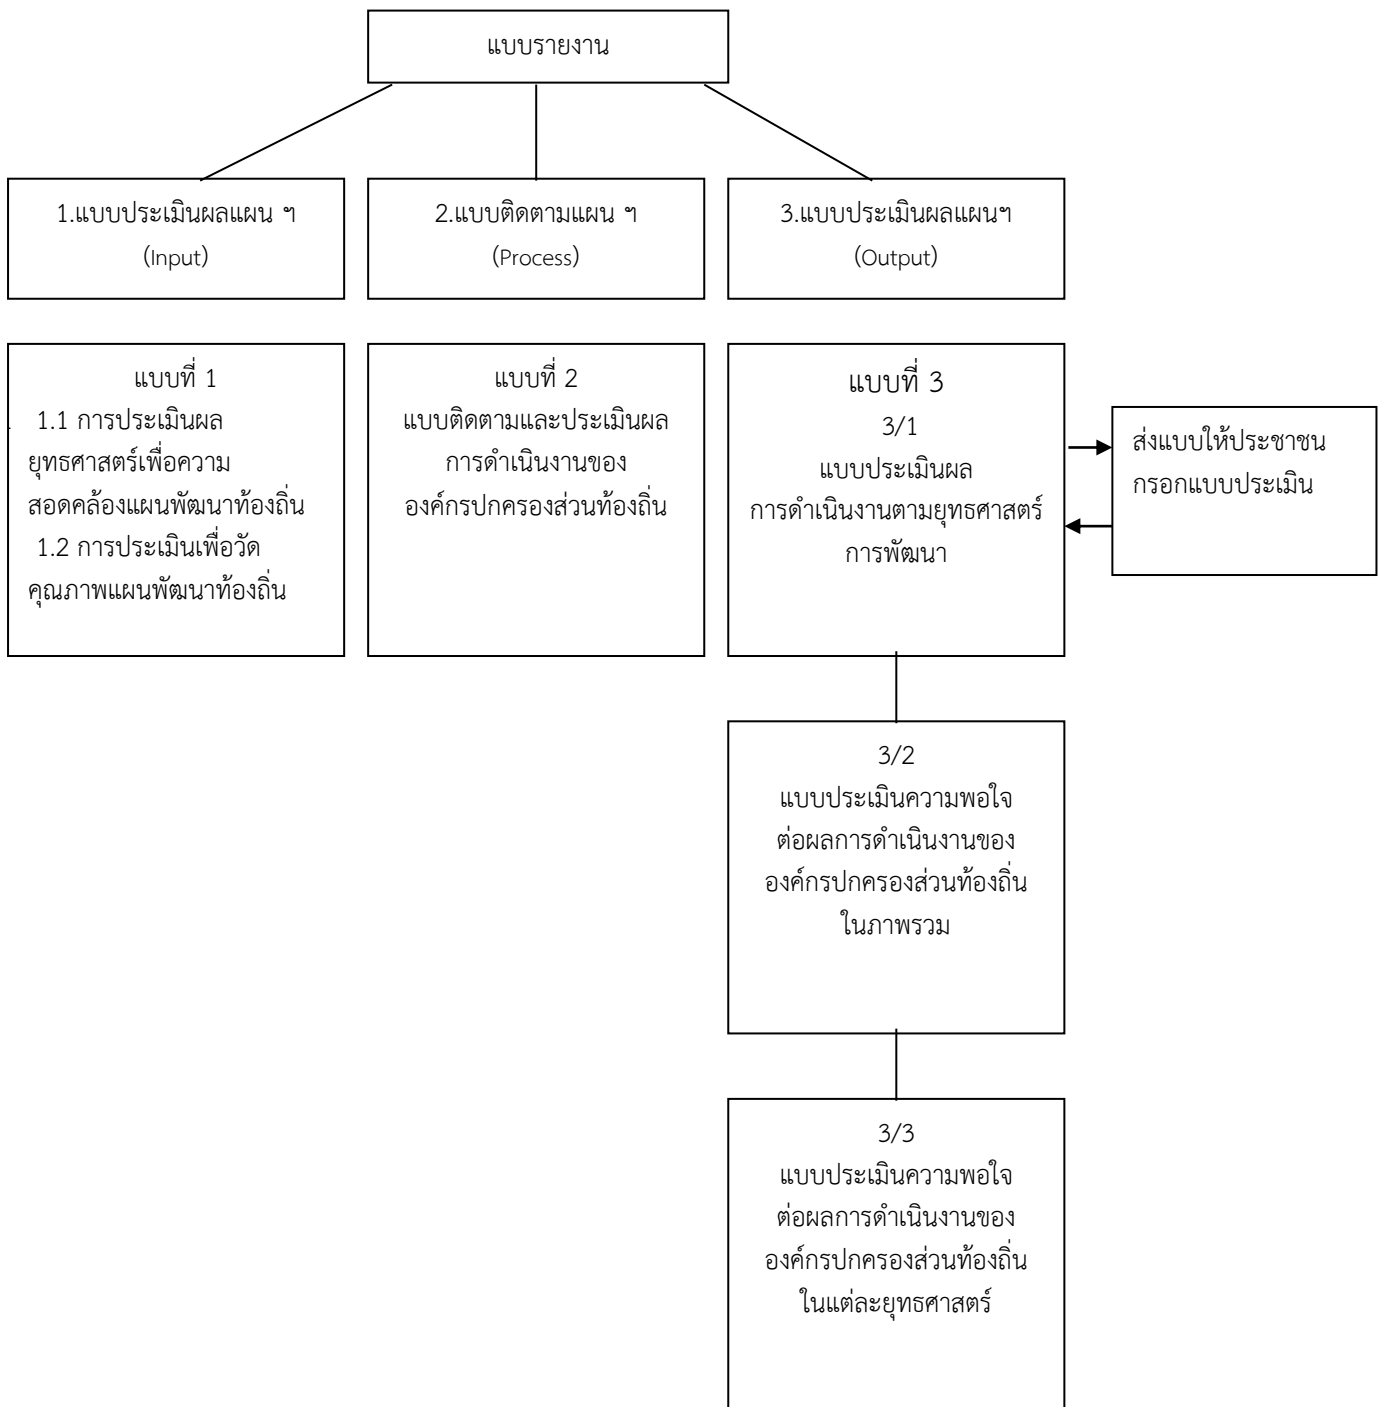 แบบรายงาน
1.แบบประเมินผลแผน ฯ
(Input)
2.แบบติดตามแผน ฯ
(Process)
3.แบบประเมินผลแผนฯ
(Output)
แบบที่ 1
1.1 การประเมินผล
ยุทธศาสตร์เพื่อความ
สอดคล้องแผนพัฒนาท้องถิ่น
1.2 การประเมินเพื่อวัด
คุณภาพแผนพัฒนาท้องถิ่น
แบบที่ 2
แบบติดตามและประเมินผล
การดำเนินงานของ
องค์กรปกครองส่วนท้องถิ่น
แบบที่ 3
3/1
แบบประเมินผล
การดำเนินงานตามยุทธศาสตร์
การพัฒนา
ส่งแบบให้ประชาชน
กรอกแบบประเมิน
3/2
แบบประเมินความพอใจ
ต่อผลการดำเนินงานของ
องค์กรปกครองส่วนท้องถิ่น
ในภาพรวม
3/3
แบบประเมินความพอใจ
ต่อผลการดำเนินงานของ
องค์กรปกครองส่วนท้องถิ่น
ในแต่ละยุทธศาสตร์